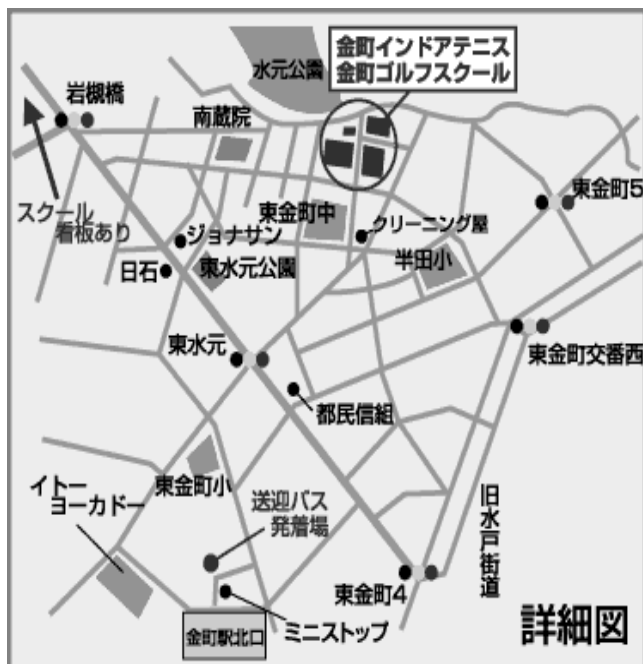 水元公園
金町インドアテニス
金町ゴルフスクール
岩槻橋
南蔵院
スクール
看板あり
東金町中
クリーニング屋
東金町5
ジョナサン
日石
東水元公園
半田小
東水元
東金町交番西
都民信組
東金町小
イトー
ヨーカドー
送迎バス
発着場
旧水戸街道
東金町4
ミニストップ
金町駅北口
詳細図